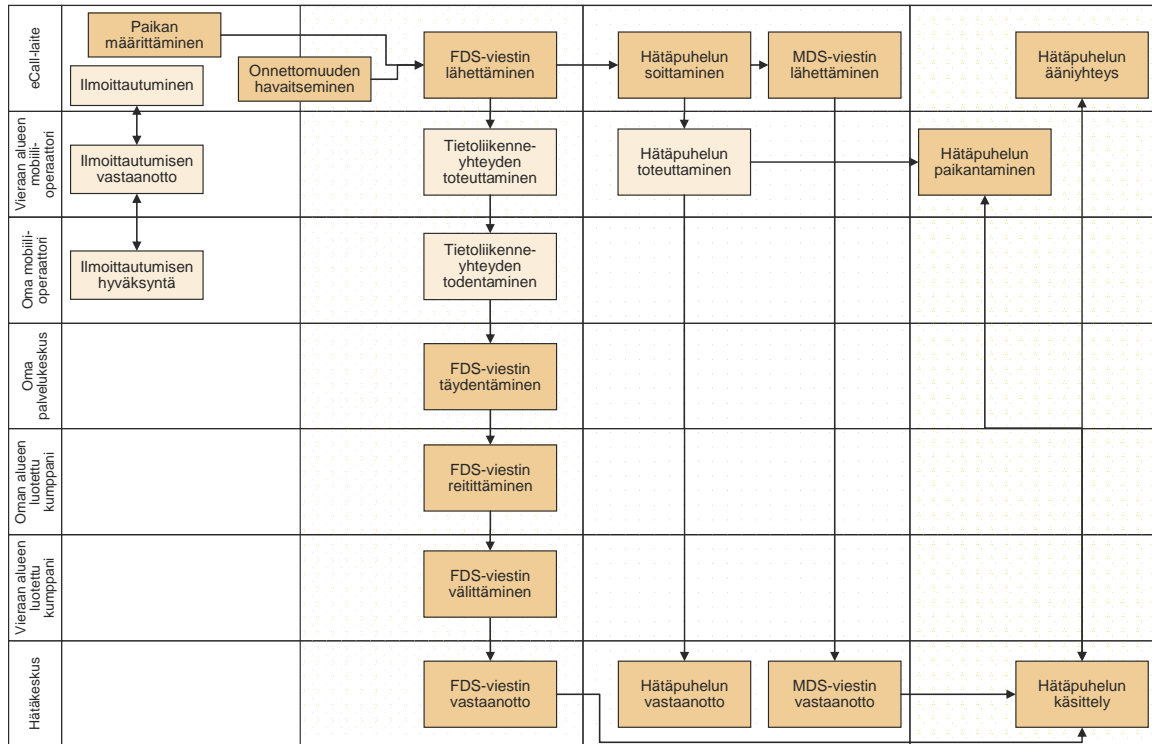 eCall-laite
Paikan
määrittäminen
Onnettomuuden
havaitseminen
Ilmoittautuminen
FDS-viestin
lähettäminen
Hätäpuhelun
soittaminen
MDS-viestin
lähettäminen
Hätäpuhelun
ääniyhteys
Vieraan alueen
mobiili-
operaattori
Ilmoittautumisen
vastaanotto
Tietoliikenne-
yhteyden
toteuttaminen
Hätäpuhelun
toteuttaminen
Hätäpuhelun
paikantaminen
Oma mobiili-
operaattori
Ilmoittautumisen
hyväksyntä
Tietoliikenne-
yhteyden
todentaminen
Oma
palvelukeskus
FDS-viestin
täydentäminen
Oman alueen
luotettu
kumppani
FDS-viestin
reitittäminen
Vieraan alueen
luotettu
kumppani
FDS-viestin
välittäminen
Hätäkeskus
FDS-viestin
vastaanotto
Hätäpuhelun
vastaanotto
MDS-viestin
vastaanotto
Hätäpuhelun
käsittely